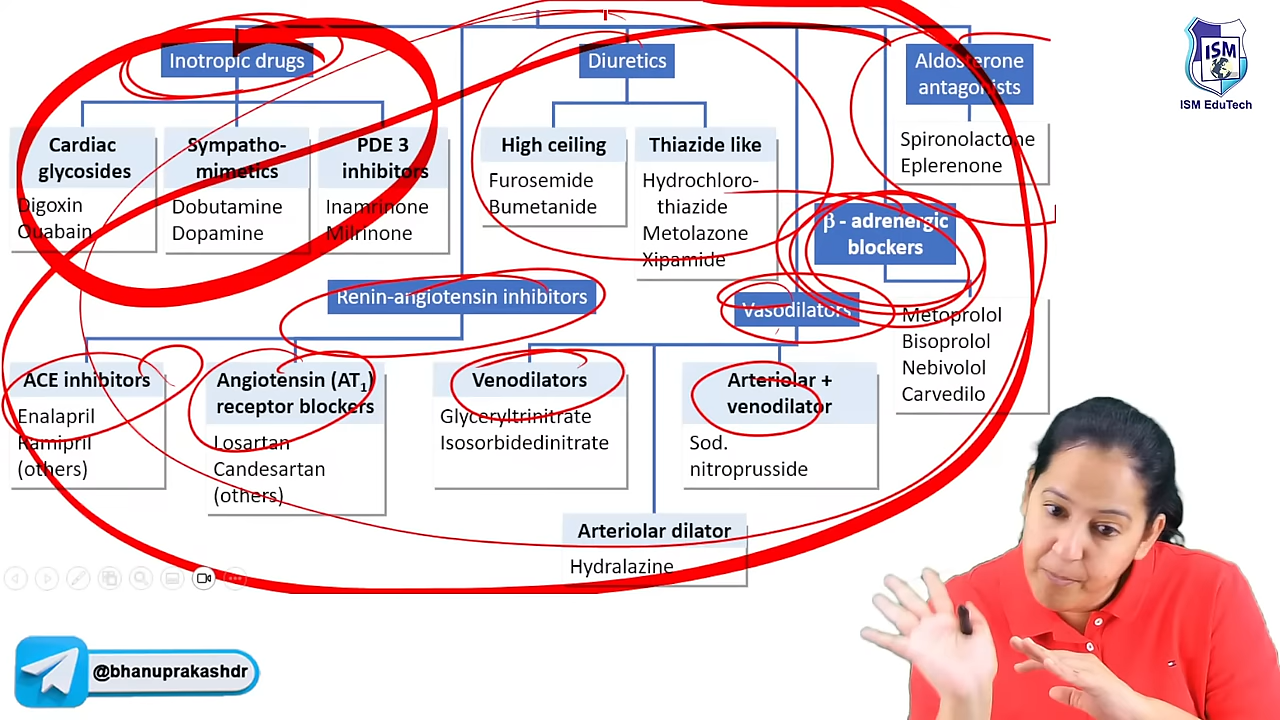 Inotropic drugs
Cardiac
glycosides
Digoxin
Ouabain
Sympatho-
mimetics
Dobutamine
Dopamine
PDE 3
inhibitors
Inamrinone
Milrinone
Diuretics
High ceiling
Furosemide
Bumetanide
Thiazide like
Hydrochloro-
thiazide
Metolazone
Xipamide
Aldosterone
antagonists
Spironolactone
Eplerenone
β - adrenergic
blockers
Metoprolol
Bisoprolol
Nebivolol
Carvedilo
Renin-angiotensin inhibitors
ACE inhibitors
Enalapril
Ramipril
(others)
Angiotensin (AT₁)
receptor blockers
Losartan
Candesartan
(others)
Vasodilators
Venodilators
Glyceryltrinitrate
Isosorbidedinitrate
Arteriolar +
venodilator
Sod.
nitroprusside
Arteriolar dilator
Hydralazine
ISM
ISM EduTech
@bhanuprakashdr